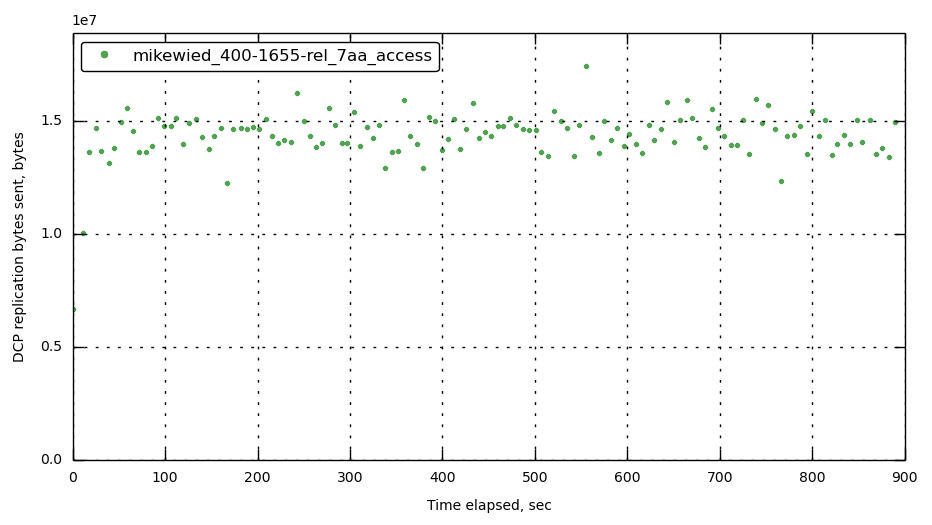 1e7
mikewied_400-1655-rel_7aa_access
1.5
1.0
0.5
0.0
DCP replication bytes sent, bytes
0 100 200 300 400 500 600 700 800 900
Time elapsed, sec